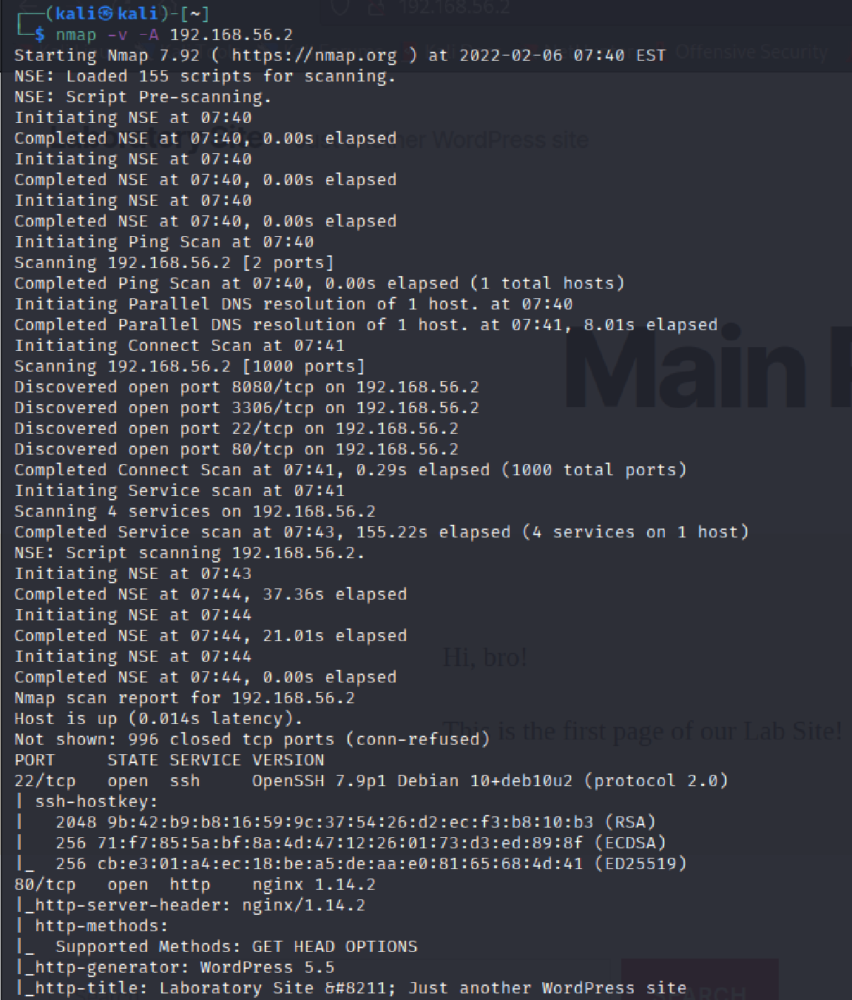 192.168.56.2
┌──(kali㉿kali)-[~]
└─$ nmap -v -A 192.168.56.2
Starting Nmap 7.92 ( https://nmap.org ) at 2022-02-06 07:40 EST
Offensive Security
NSE: Loaded 155 scripts for scanning.
NSE: Script Pre-scanning.
Initiating NSE at 07:40
Completed NSE at 07:40, 0.00s elapsed
Laboratory Site Just another WordPress site
Initiating NSE at 07:40
Completed NSE at 07:40, 0.00s elapsed
Initiating NSE at 07:40
Completed NSE at 07:40, 0.00s elapsed
Initiating Ping Scan at 07:40
Scanning 192.168.56.2 [2 ports]
Completed Ping Scan at 07:40, 0.00s elapsed (1 total hosts)
Initiating Parallel DNS resolution of 1 host. at 07:40
Completed Parallel DNS resolution of 1 host. at 07:41, 8.01s elapsed
Initiating Connect Scan at 07:41
Scanning 192.168.56.2 [1000 ports]
Main
Discovered open port 8080/tcp on 192.168.56.2
Discovered open port 3306/tcp on 192.168.56.2
Discovered open port 22/tcp on 192.168.56.2
Discovered open port 80/tcp on 192.168.56.2
Completed Connect Scan at 07:41, 0.29s elapsed (1000 total ports)
Initiating Service scan at 07:41
Scanning 4 services on 192.168.56.2
Completed Service scan at 07:43, 155.22s elapsed (4 services on 1 host)
NSE: Script scanning 192.168.56.2.
Initiating NSE at 07:43
Completed NSE at 07:44, 37.36s elapsed
Initiating NSE at 07:44
Completed NSE at 07:44, 21.01s elapsed
Initiating NSE at 07:44
Hi, bro!
Completed NSE at 07:44, 0.00s elapsed
Nmap scan report for 192.168.56.2
Host is up (0.014s latency).
This is the first page of our Lab Site!
Not shown: 996 closed tcp ports (conn-refused)
PORT     STATE SERVICE VERSION
22/tcp   open  ssh     OpenSSH 7.9p1 Debian 10+deb10u2 (protocol 2.0)
| ssh-hostkey:
|   2048 9b:42:b9:b8:16:59:9c:37:54:26:d2:ec:f3:b8:10:b3 (RSA)
|   256 71:f7:85:5a:bf:8a:4d:47:12:26:01:73:d3:ed:89:8f (ECDSA)
|_  256 cb:e3:01:a4:ec:18:be:a5:de:aa:e0:81:65:68:4d:41 (ED25519)
80/tcp   open  http    nginx 1.14.2
|_http-server-header: nginx/1.14.2
| http-methods:
|_  Supported Methods: GET HEAD OPTIONS
|_http-generator: WordPress 5.5
|_http-title: Laboratory Site &#8211; Just another WordPress site
SEARCH